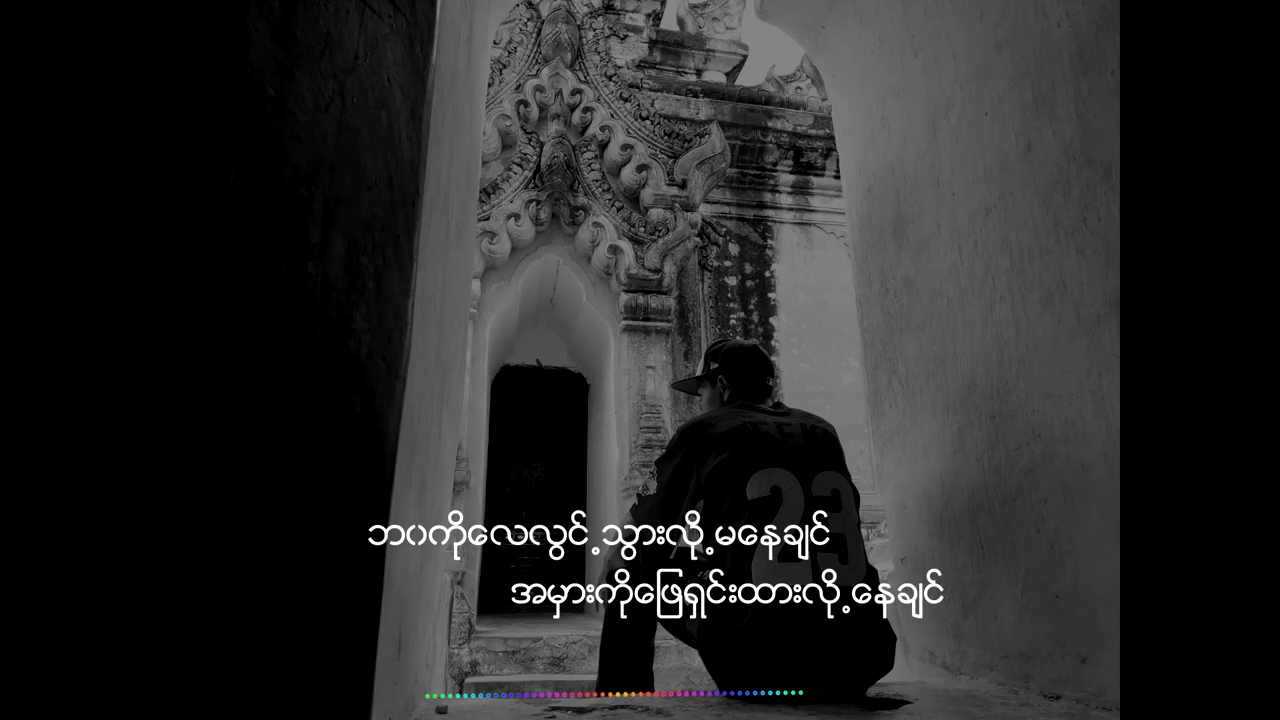 ဘဝကိုလေလွင့်သွားလို့မနေချင်
အမှားကိုဖြေရှင်းထားလို့နေချင်
23